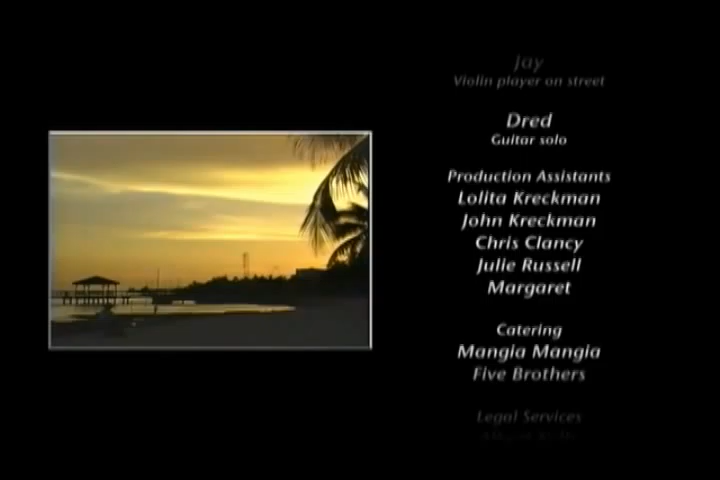 Jay
Violin player on street
Dred
Guitar solo
Production Assistants
Lolita Kreckman
John Kreckman
Chris Clancy
Julie Russell
Margaret
Catering
Mangia Mangia
Five Brothers
Legal Services